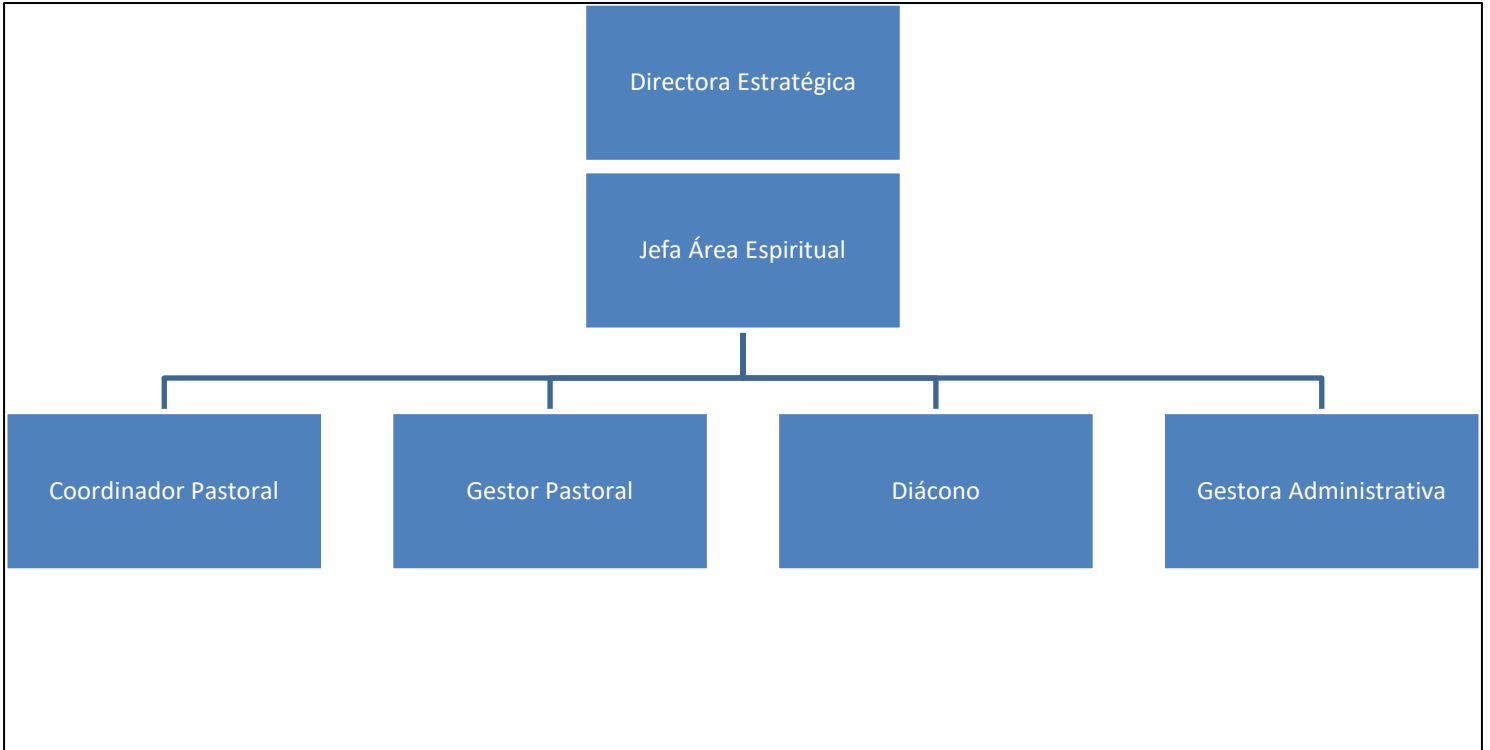 Directora Estratégica
Jefa Área Espiritual
Coordinador Pastoral
Gestor Pastoral
Diácono
Gestora Administrativa